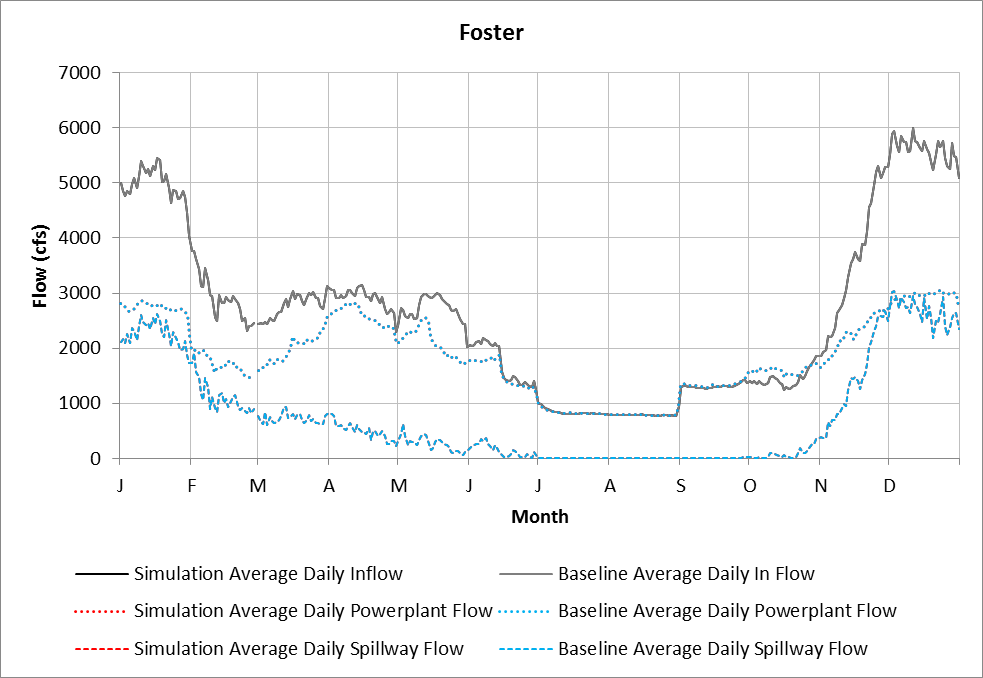 Foster
7000
6000
5000
4000
3000
2000
1000
0
Flow (cfs)
J F M A M J J A S O N D
Month
Simulation Average Daily Inflow
Baseline Average Daily In Flow
Simulation Average Daily Powerplant Flow
Baseline Average Daily Powerplant Flow
Simulation Average Daily Spillway Flow
Baseline Average Daily Spillway Flow